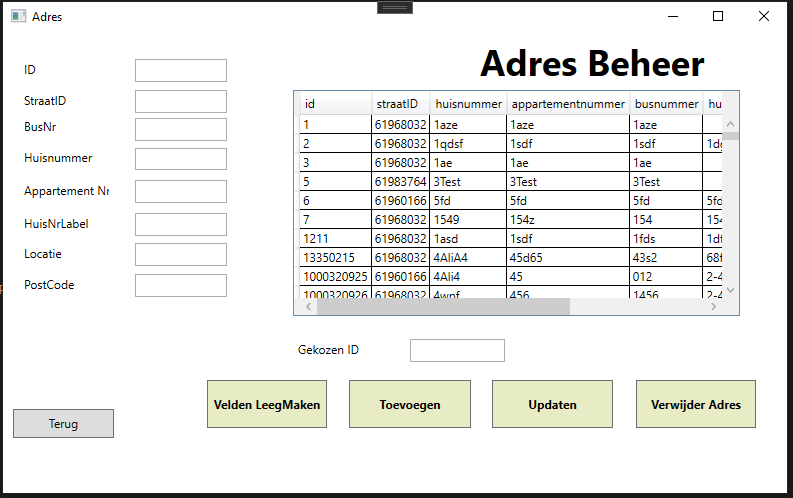 Adres
Adres Beheer
ID
StraatID
BusNr
Huisnummer
Appartement Nr
HuisNrLabel
Locatie
PostCode
id straatID huisnummer appartementnummer busnummer hu
1 61968032 1aze 1aze 1aze
2 61968032 1qdsf 1sdf 1sdf
3 61968032 1ae 1ae 1ae
5 61983764 3Test 3Test 3Test
6 61960166 5fd 5fd 5fd 5fd
7 61968032 1549 154z 154 154
1211 61968032 1asd 1sdf 1fds
13350215 61968032 4AliA4 45d65 43s2
1000320925 61960166 4Ali4 45 012 2-4
1000320926 61968032 4wpf 456 1456 2-4
Gekozen ID
Velden LeegMaken Toevoegen Updaten Verwijder Adres
Terug